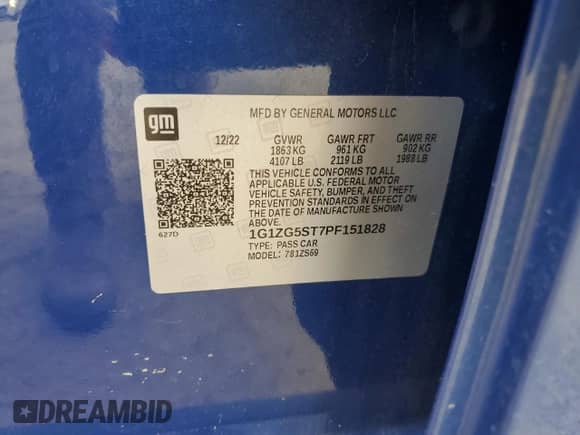 gm
MFD BY GENERAL MOTORS LLC
12/22 GVWR GAWR FRT GAWR RR
1863 KG 961 KG 902 KG
4107 LB 2119 LB 1988 LB
THIS VEHICLE CONFORMS TO ALL
APPLICABLE U.S. FEDERAL MOTOR
VEHICLE SAFETY, BUMPER, AND THEFT
PREVENTION STANDARDS IN EFFECT
ON THE DATE OF MANUFACTURE SHOWN
ABOVE.
627D
1G1ZG5ST7PF151828
TYPE: PASS CAR
MODEL: 781ZS69
DREAMBID